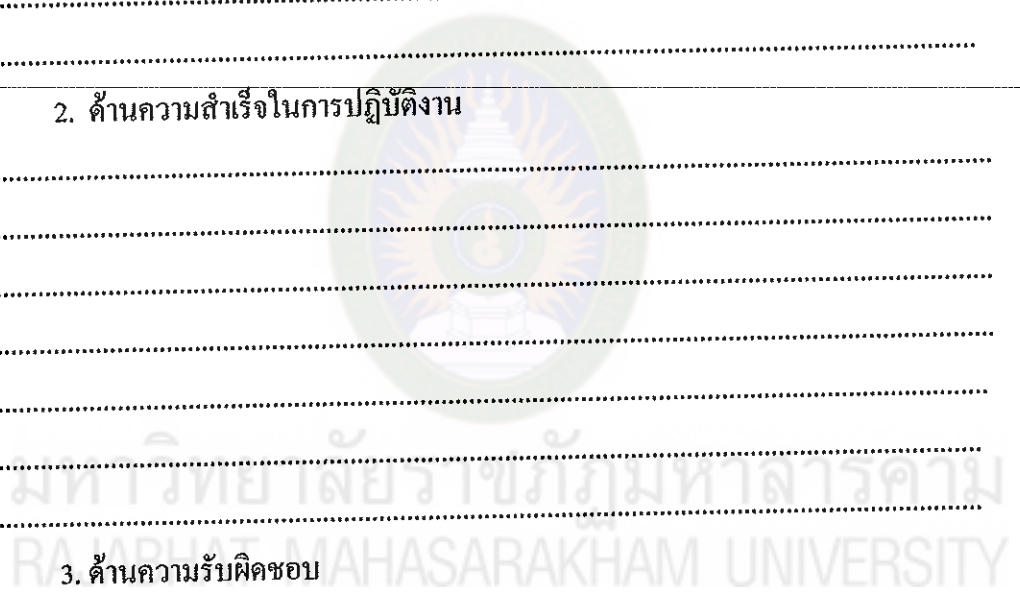 2. ด้านความสำเร็จในการปฏิบัติงาน
มหาวิทยาลัยราชภัฏมหาสารคาม
3. ด้านความรับผิดชอบ
RAJABHAT MAHASARAKHAM UNIVERSITY